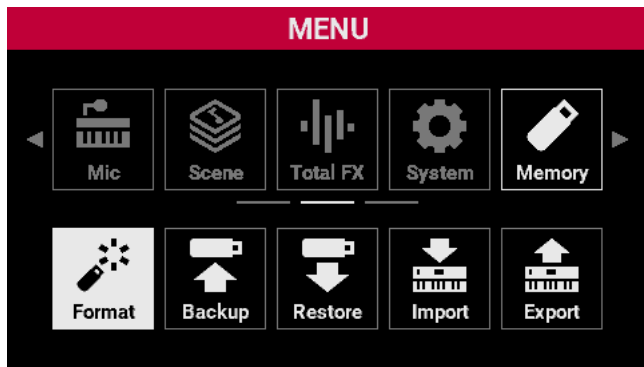 MENU
Mic Scene Total FX System Memory
Format Backup Restore Import Export